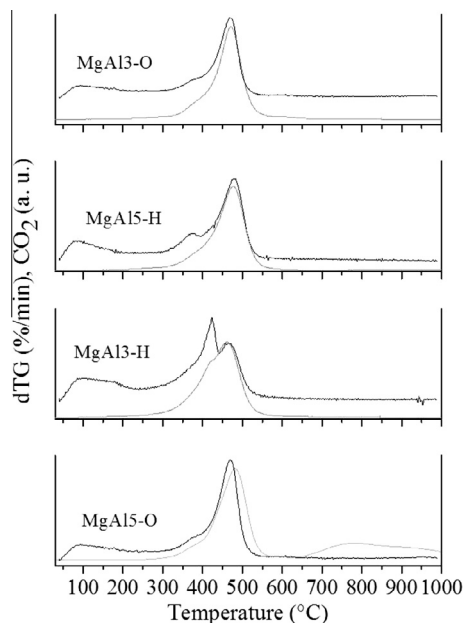 dTG (%/min), CO2 (a. u.)
MgAl3-O
MgAl5-H
MgAl3-H
MgAl5-O
100 200 300 400 500 600 700 800 900 1000
Temperature (°C)